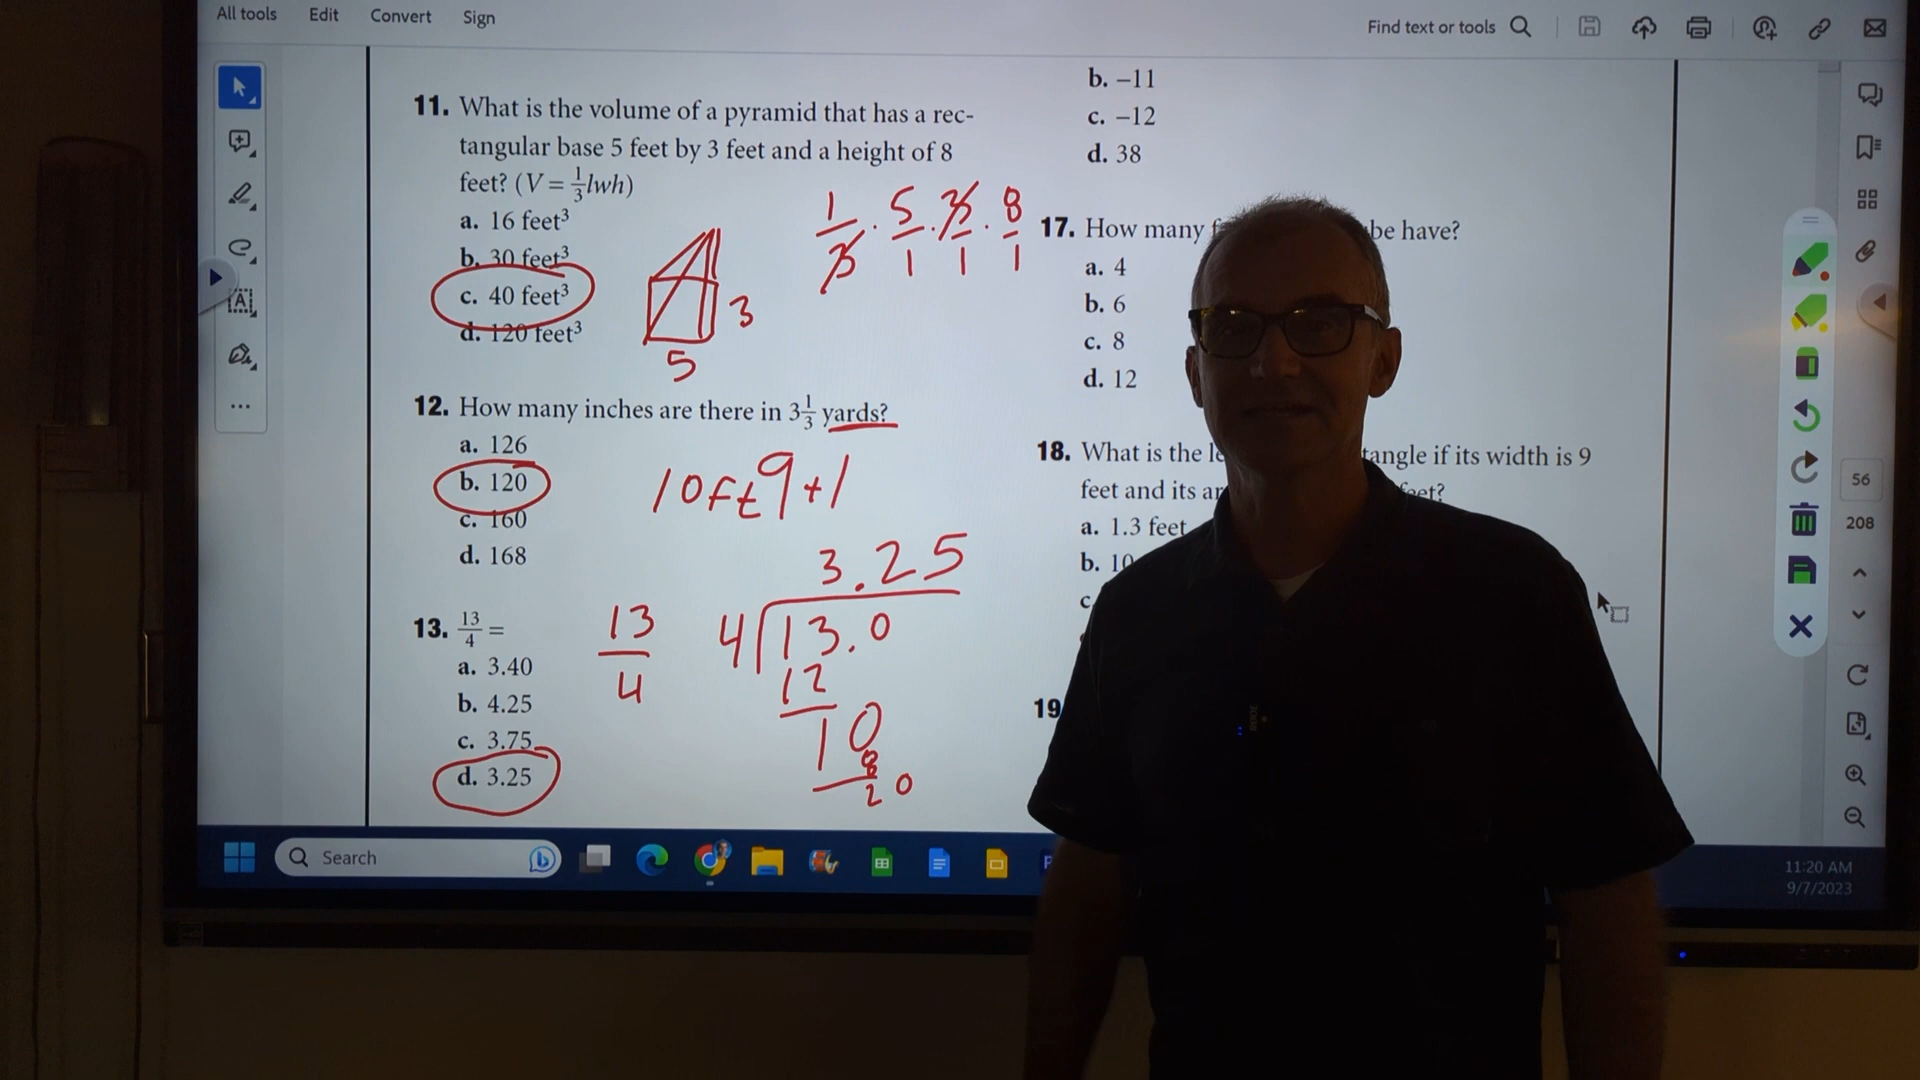 All tools Edit Convert Sign
Find text or tools
11. What is the volume of a pyramid that has a rec-
tangular base 5 feet by 3 feet and a height of 8
feet? (V = 1/3 lwh)
a. 16 feet³
b. 30 feet³
c. 40 feet³
d. 120 feet³
3
5
1/3 · 5/1 · 3/1 · 8/1
12. How many inches are there in 3 1/3 yards?
a. 126
b. 120
c. 160
d. 168
10ft 9+1
13. 13/4 =
a. 3.40
b. 4.25
c. 3.75
d. 3.25
13
4
3.25
4 13.0
12
10
8
20
b. −11
c. −12
d. 38
17. How many be have?
a. 4
b. 6
c. 8
d. 12
18. What is the tangle if its width is 9
feet and its feet?
a. 1.3 feet
b.
c.
19
56
208
Search
11:20 AM
9/7/2023